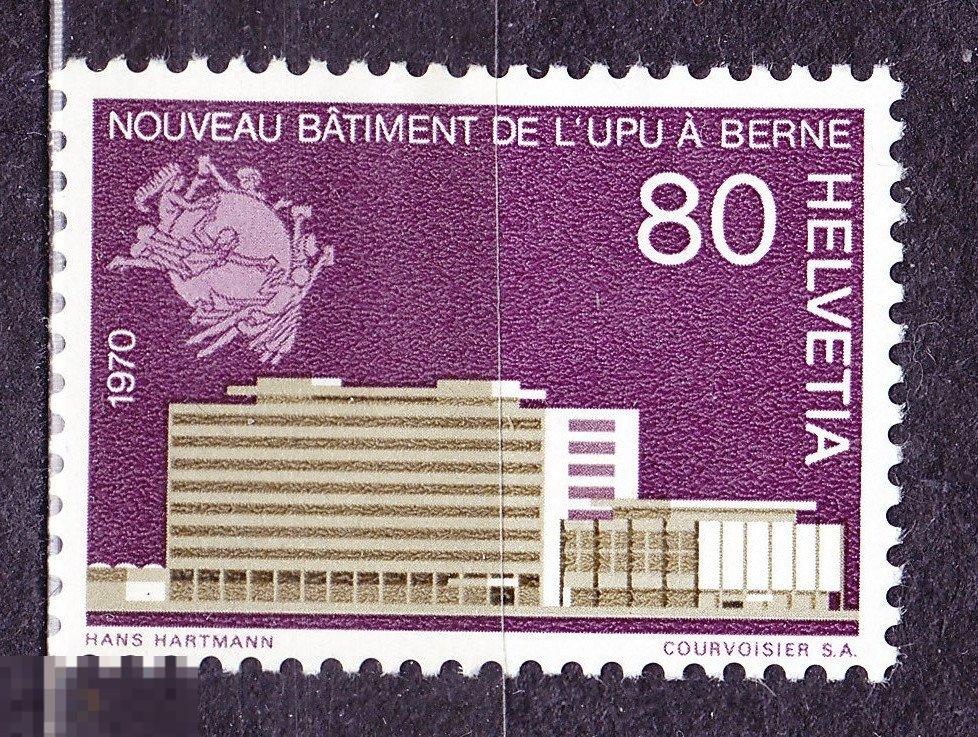 NOUVEAU BÂTIMENT DE L'UPU À BERNE
80
HELVETIA
1970
HANS HARTMANN
COURVOISIER S.A.